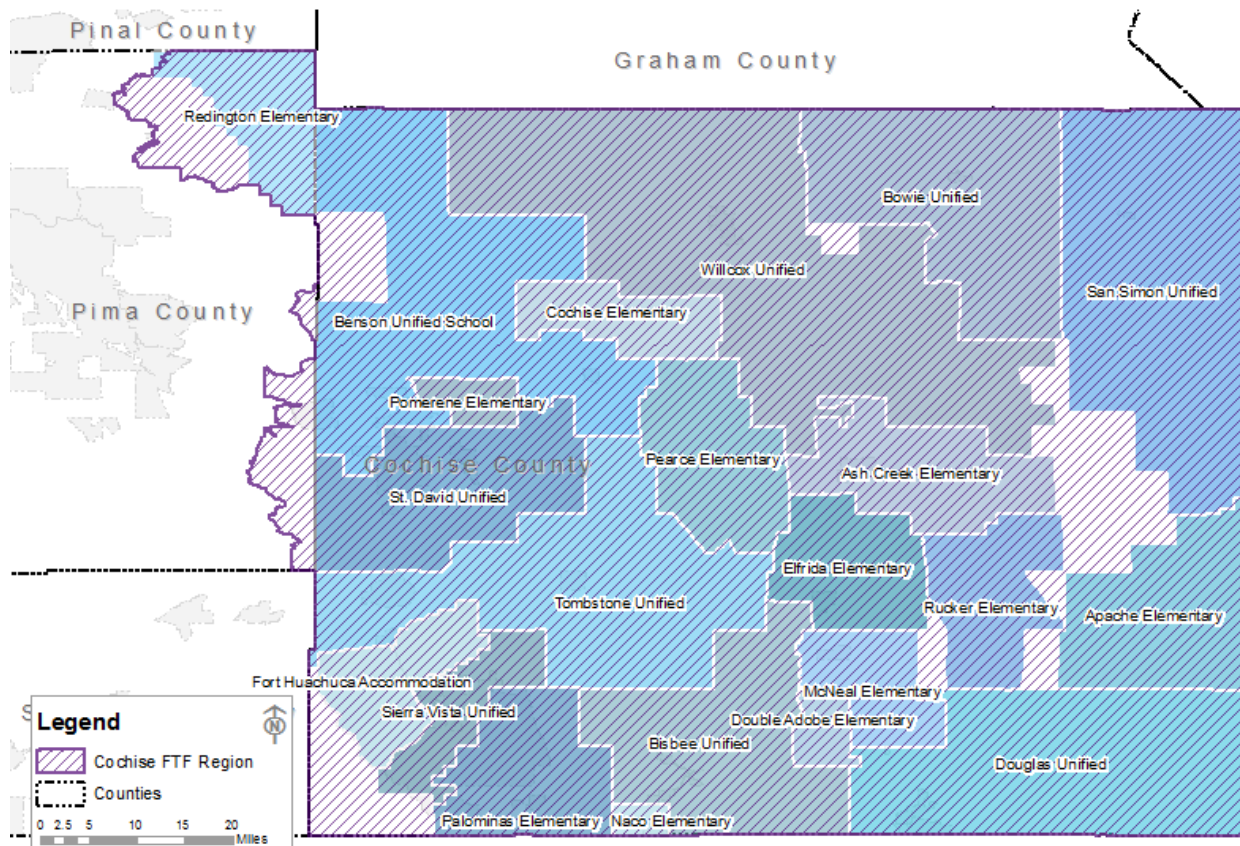 Pinal County
Graham County
Redington Elementary
Bowie Unified
Willcox Unified
San Simon Unified
Pima County
Cochise Elementary
Benson Unified School
Pomerene Elementary
Cochise County
Pearce Elementary
Ash Creek Elementary
St. David Unified
Elfrida Elementary
Tombstone Unified
Rucker Elementary
Apache Elementary
Fort Huachuca Accommodation
McNeal Elementary
Sierra Vista Unified
Double Adobe Elementary
Bisbee Unified
Douglas Unified
Palominas Elementary
Naco Elementary
Legend
N
Cochise FTF Region
Counties
0 2.5 5 10 15 20
Miles